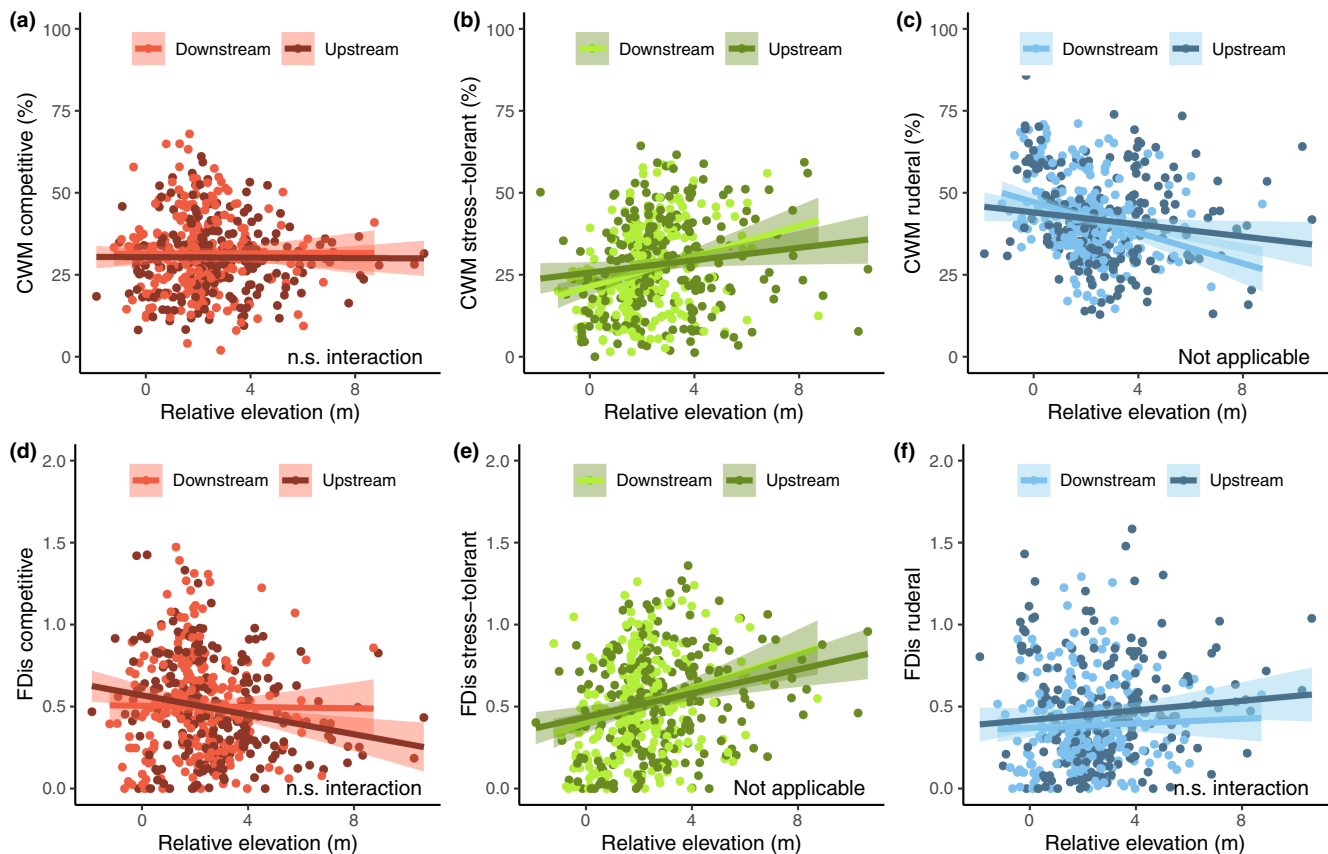 (a)
100
75
50
25
0
CWM competitive (%)
Downstream
Upstream
n.s. interaction
0
4
8
Relative elevation (m)
(b)
100
75
50
25
0
CWM stress−tolerant (%)
Downstream
Upstream
0
4
8
Relative elevation (m)
(c)
100
75
50
25
0
CWM ruderal (%)
Downstream
Upstream
Not applicable
0
4
8
Relative elevation (m)
(d)
2.0
1.5
1.0
0.5
0.0
FDis competitive
Downstream
Upstream
n.s. interaction
0
4
8
Relative elevation (m)
(e)
2.0
1.5
1.0
0.5
0.0
FDis stress−tolerant
Downstream
Upstream
Not applicable
0
4
8
Relative elevation (m)
(f)
2.0
1.5
1.0
0.5
0.0
FDis ruderal
Downstream
Upstream
n.s. interaction
0
4
8
Relative elevation (m)